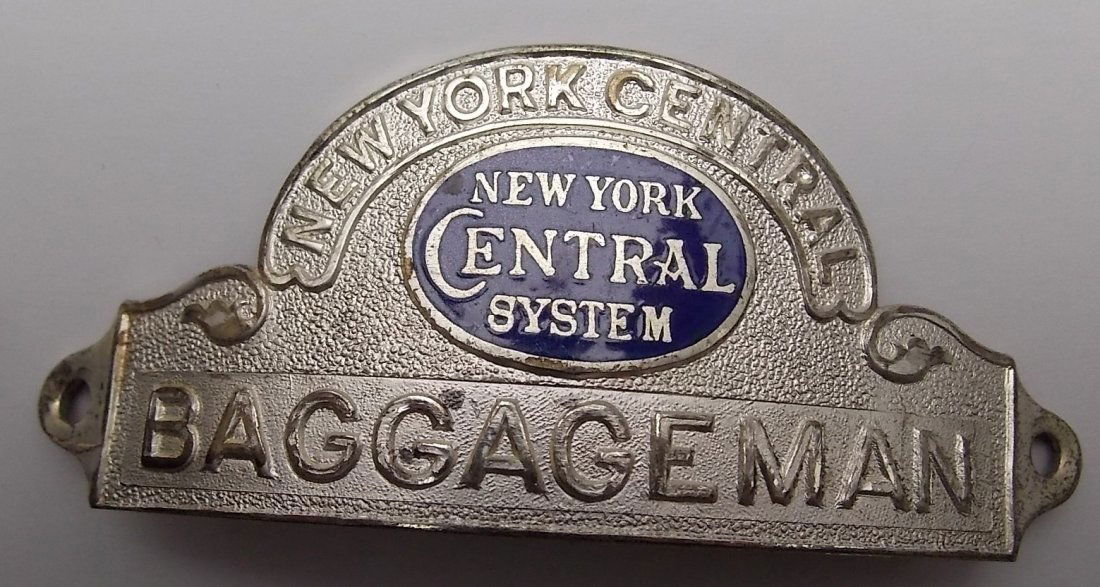 NEW YORK CENTRAL
NEW YORK
CENTRAL
SYSTEM
BAGGAGEMAN